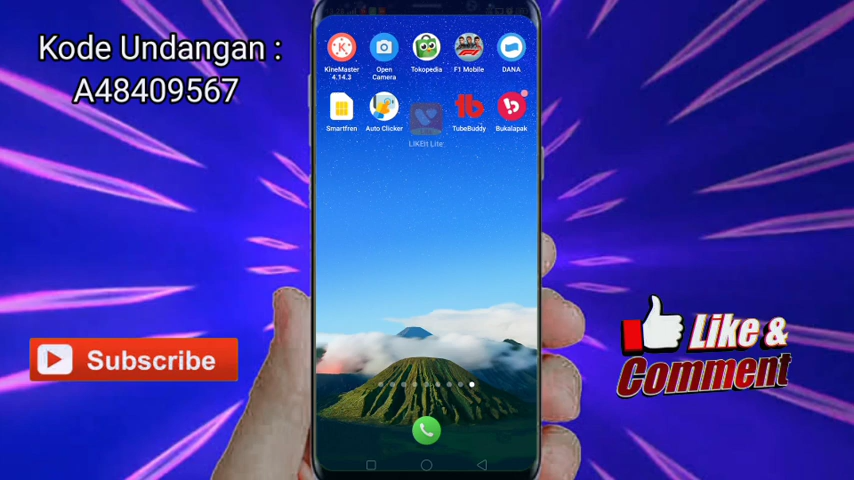 Kode Undangan :
A48409567
KineMaster
4.14.3
Open
Camera
Tokopedia
F1 Mobile
DANA
Smartfren
Auto Clicker
LIKEit Lite
TubeBuddy
Bukalapak
Subscribe
Like &
Comment